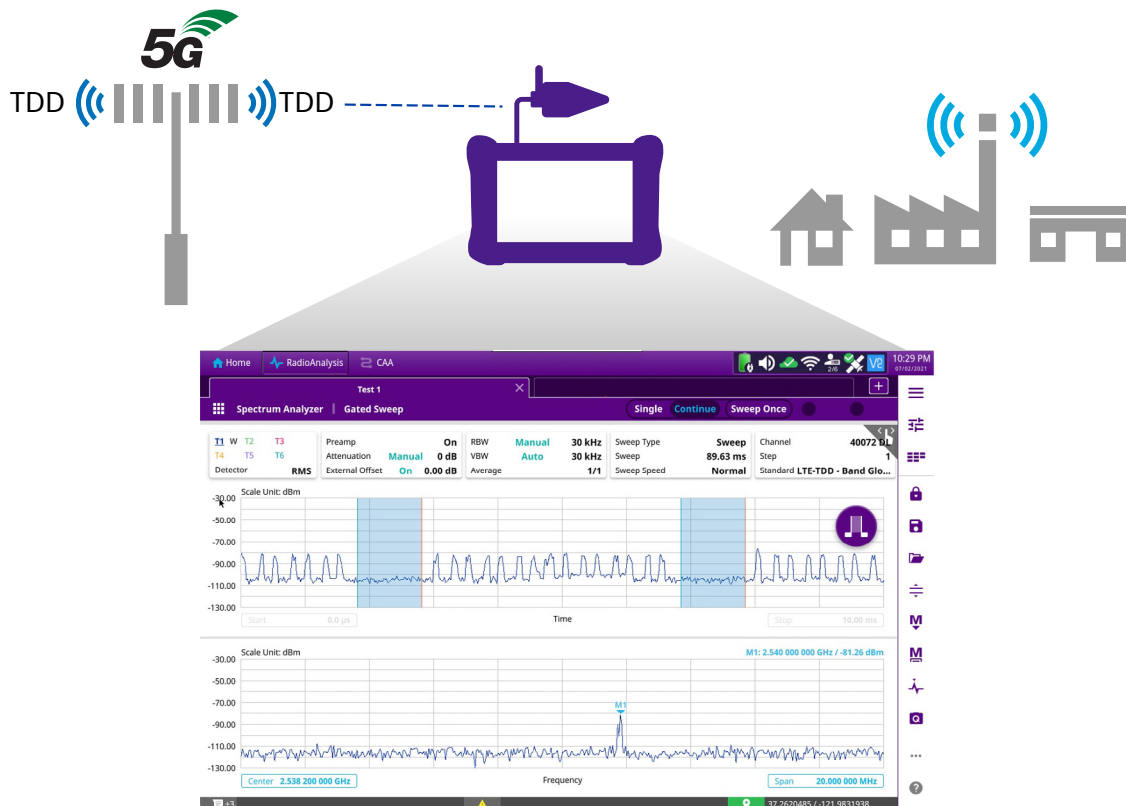 5G
TDD TDD
Home RadioAnalysis CAA 2/6 10:29 PM
07/02/2021
Test 1
Spectrum Analyzer Gated Sweep Single Continue Sweep Once
T1 W T2 T3 Preamp On RBW Manual 30 kHz Sweep Type Sweep Channel 40072 DL
T4 T5 T6 Attenuation Manual 0 dB VBW Auto 30 kHz Sweep 89.63 ms Step 1
Detector RMS External Offset On 0.00 dB Average 1/1 Sweep Speed Normal Standard LTE-TDD - Band Glo...
Scale Unit: dBm
-30.00
-50.00
-70.00
-90.00
-110.00
-130.00
Start 0.0 µs Time Stop 10.00 ms
Scale Unit: dBm M1: 2.540 000 000 GHz / -81.26 dBm
-30.00
-50.00
-70.00
M1
-90.00
-110.00
-130.00
Center 2.538 200 000 GHz Frequency Span 20.000 000 MHz
+3 37.2620485 / -121.9831938